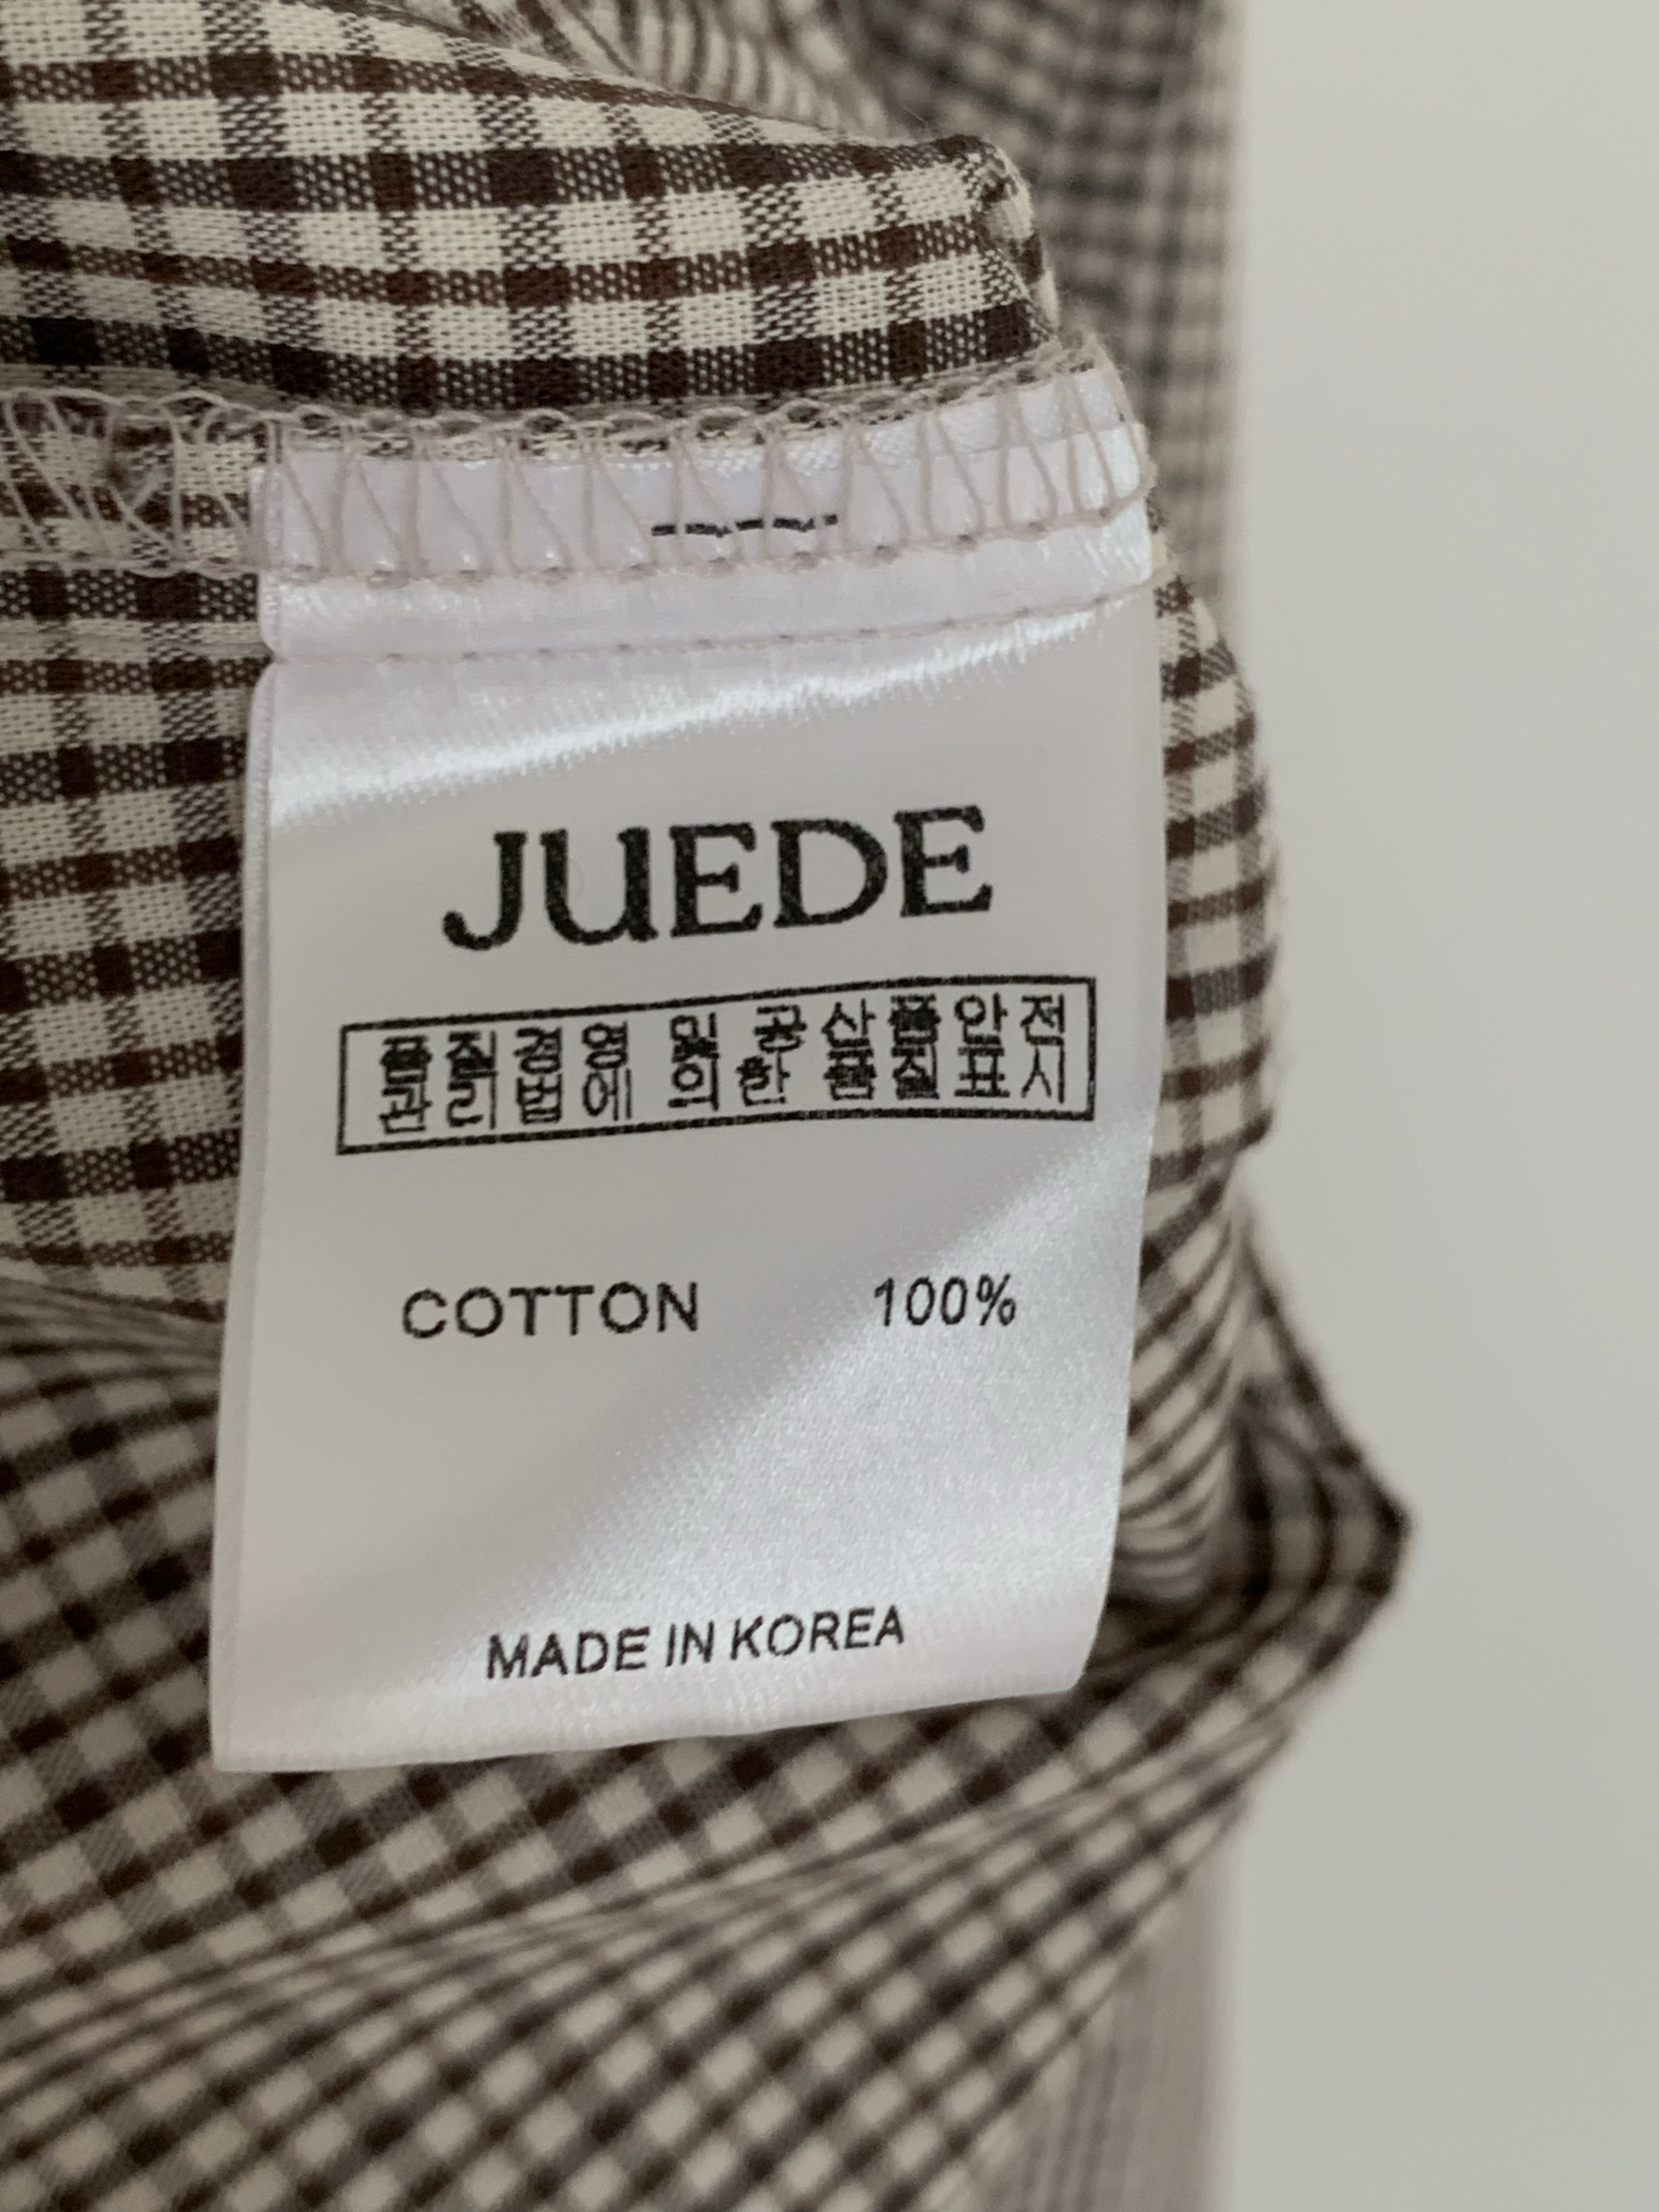 JUEDE
품질경영 및 공산품안전
관리법에 의한 품질표시
COTTON 100%
MADE IN KOREA